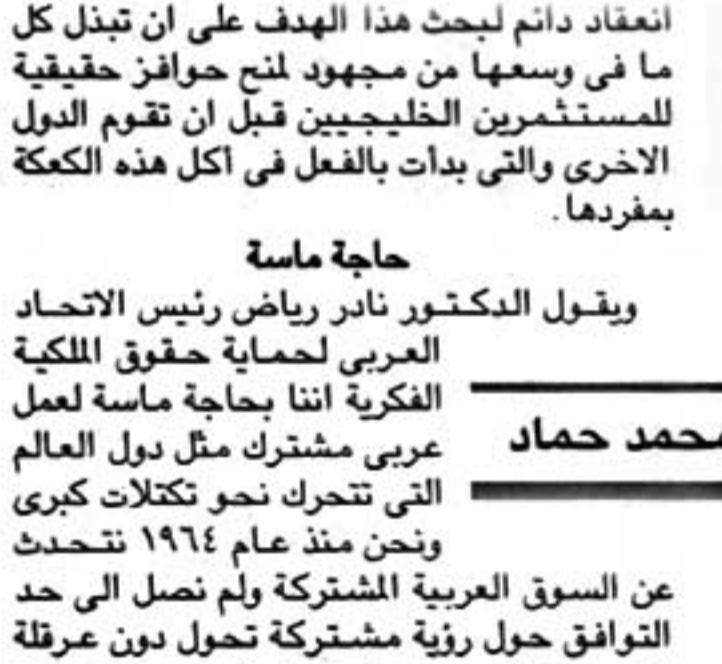 انعقاد دائم لبحث هذا الهدف على ان تبذل كل
ما فى وسعها من مجهود لمنح حوافز حقيقية
للمستثمرين الخليجيين قبل ان تقوم الدول
الاخرى والتى بدأت بالفعل فى أكل هذه الكعكة
بمفردها.
حاجة ماسة
ويقول الدكتور نادر رياض رئيس الاتحاد
العربى لحماية حقوق الملكية
الفكرية اننا بحاجة ماسة لعمل
عربى مشترك مثل دول العالم
التى تتحرك نحو تكتلات كبرى
ونحن منذ عام ١٩٦٤ نتحدث
عن السوق العربية المشتركة ولم نصل الى حد
التوافق حول رؤية مشتركة تحول دون عرقلة
محمد حماد